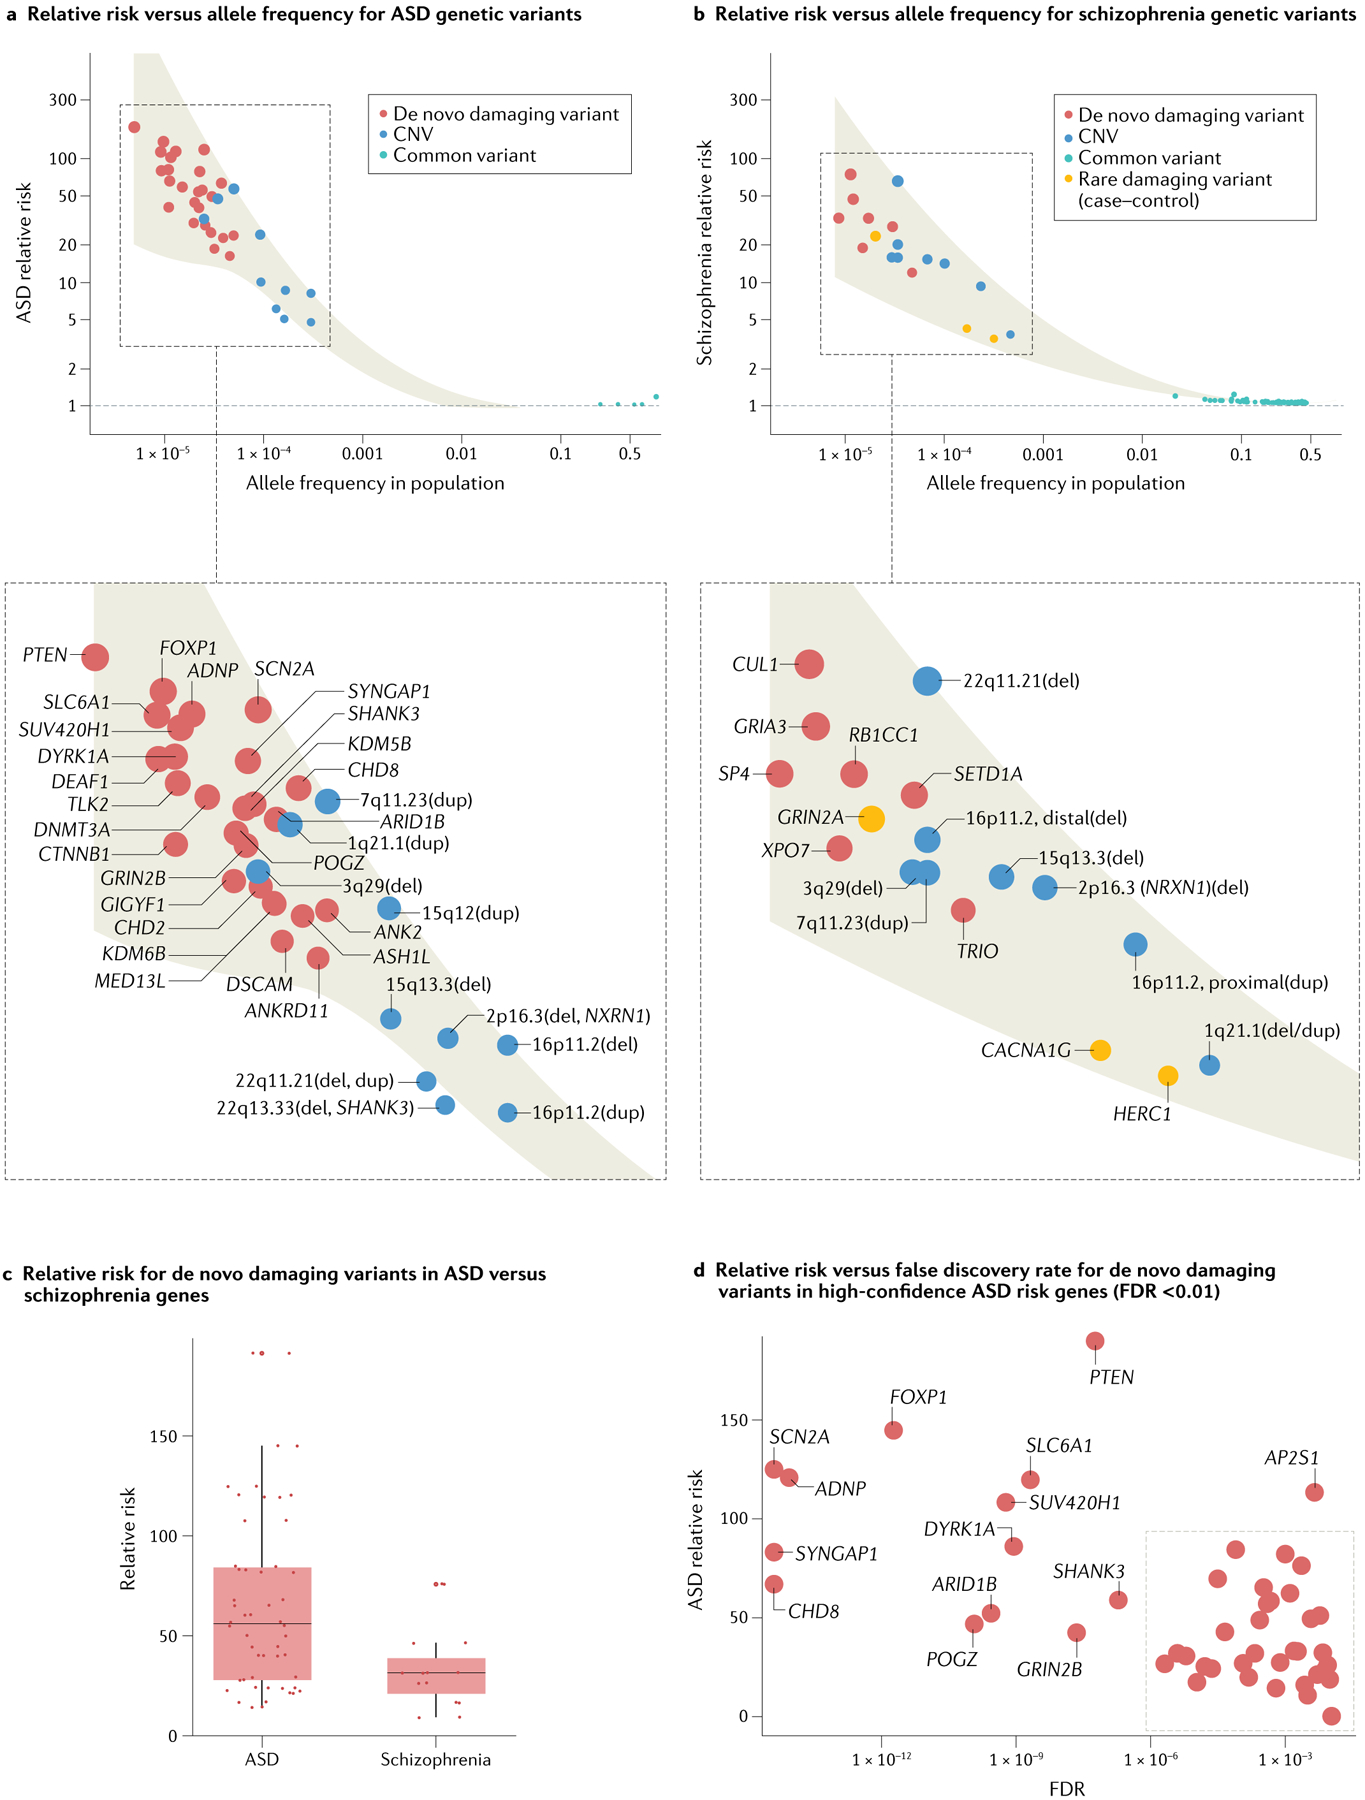 a Relative risk versus allele frequency for ASD genetic variants
ASD relative risk
300
100
50
20
10
5
2
1
De novo damaging variant
CNV
Common variant
1 × 10⁻⁵
1 × 10⁻⁴
0.001
0.01
0.1
0.5
Allele frequency in population
b Relative risk versus allele frequency for schizophrenia genetic variants
Schizophrenia relative risk
300
100
50
20
10
5
2
1
De novo damaging variant
CNV
Common variant
Rare damaging variant
(case–control)
1 × 10⁻⁵
1 × 10⁻⁴
0.001
0.01
0.1
0.5
Allele frequency in population
PTEN
FOXP1
ADNP
SCN2A
SLC6A1
SUV420H1
DYRK1A
DEAF1
TLK2
DNMT3A
CTNNB1
GRIN2B
GIGYF1
CHD2
KDM6B
MED13L
SYNGAP1
SHANK3
KDM5B
CHD8
7q11.23(dup)
ARID1B
1q21.1(dup)
POGZ
3q29(del)
15q12(dup)
ANK2
ASH1L
DSCAM
ANKRD11
15q13.3(del)
2p16.3(del, NXRN1)
16p11.2(del)
22q11.21(del, dup)
22q13.33(del, SHANK3)
16p11.2(dup)
CUL1
22q11.21(del)
GRIA3
RB1CC1
SP4
SETD1A
GRIN2A
16p11.2, distal(del)
XPO7
15q13.3(del)
3q29(del)
2p16.3 (NRXN1)(del)
7q11.23(dup)
TRIO
16p11.2, proximal(dup)
1q21.1(del/dup)
CACNA1G
HERC1
c Relative risk for de novo damaging variants in ASD versus
schizophrenia genes
Relative risk
150
100
50
0
ASD
Schizophrenia
d Relative risk versus false discovery rate for de novo damaging
variants in high-confidence ASD risk genes (FDR <0.01)
ASD relative risk
150
100
50
0
PTEN
FOXP1
SCN2A
SLC6A1
AP2S1
ADNP
SUV420H1
DYRK1A
SYNGAP1
SHANK3
ARID1B
CHD8
POGZ
GRIN2B
1 × 10⁻¹²
1 × 10⁻⁹
1 × 10⁻⁶
1 × 10⁻³
FDR